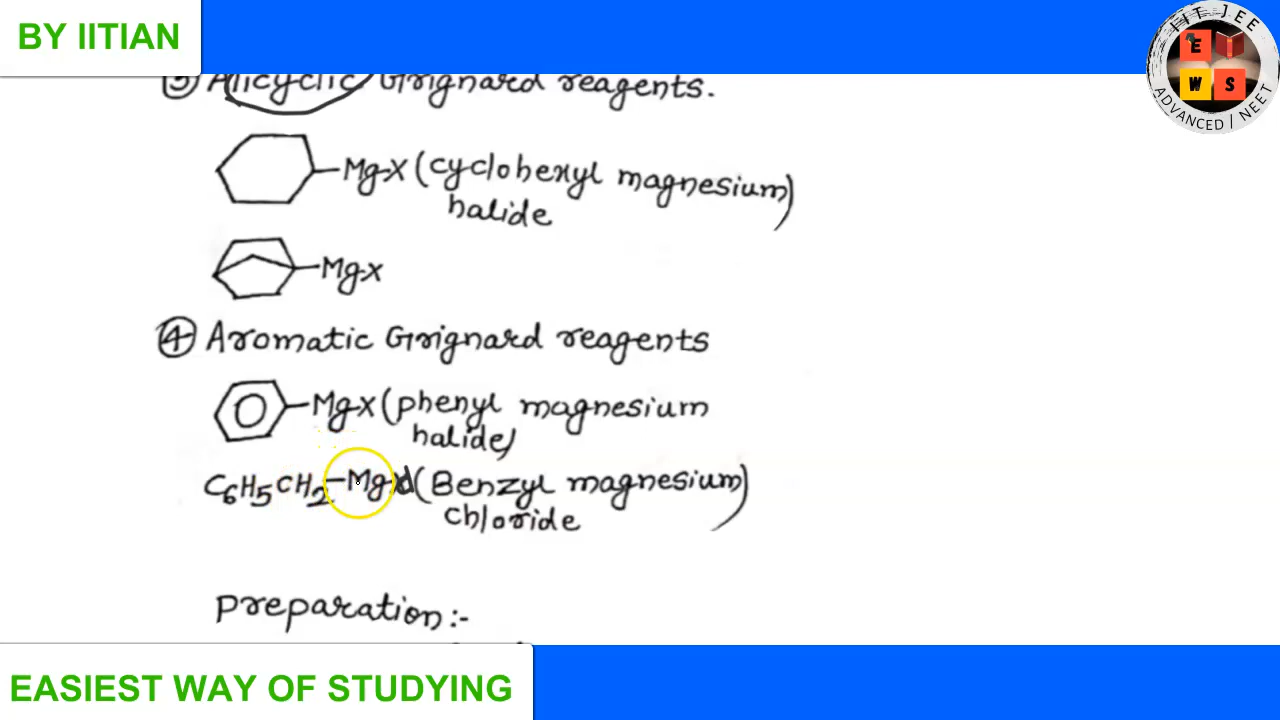 BY IITIAN
IIT JEE
E
W S
ADVANCED / NEET
③ Alicyclic Grignard reagents.
Mg-X (cyclohexyl magnesium)
halide
Mg-X
④ Aromatic Grignard reagents
Mg-X (phenyl magnesium
halide)
C6H5CH2-Mg (Benzyl magnesium)
chloride
preparation:-
EASIEST WAY OF STUDYING